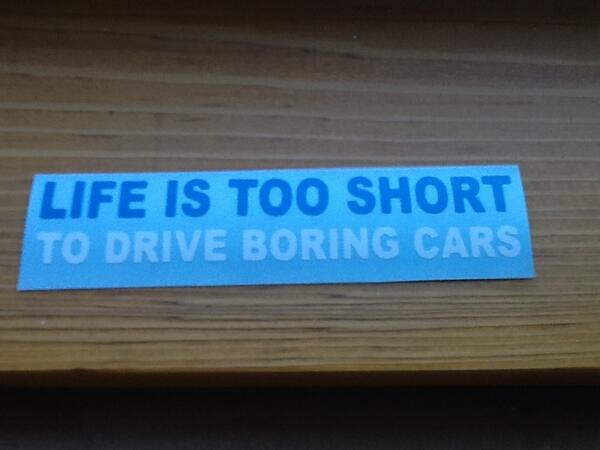 LIFE IS TOO SHORT
TO DRIVE BORING CARS